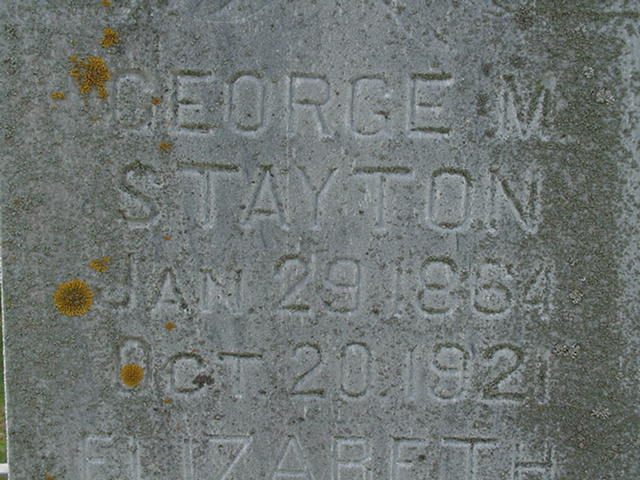 GEORGE M
STAYTON
JAN 29 1864
OCT 20 1921
ELIZABETH